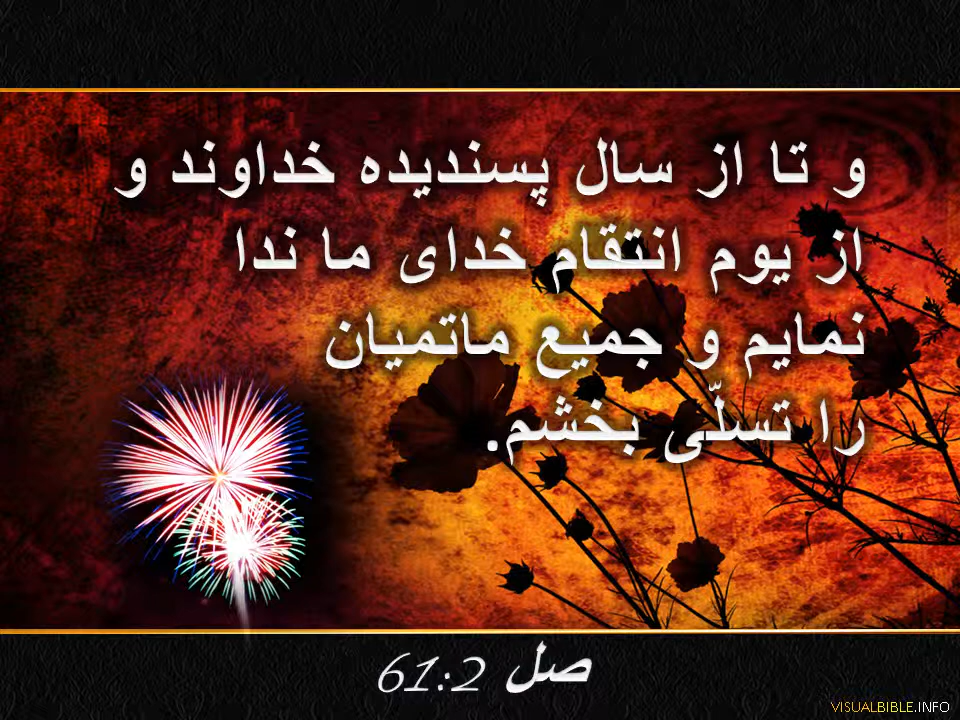 و تا از سال پسندیده خداوند و
از یوم انتقام خدای ما ندا
نمایم و جمیع ماتمیان
را تسلّی بخشم.
صل 61:2
VISUALBIBLE.INFO